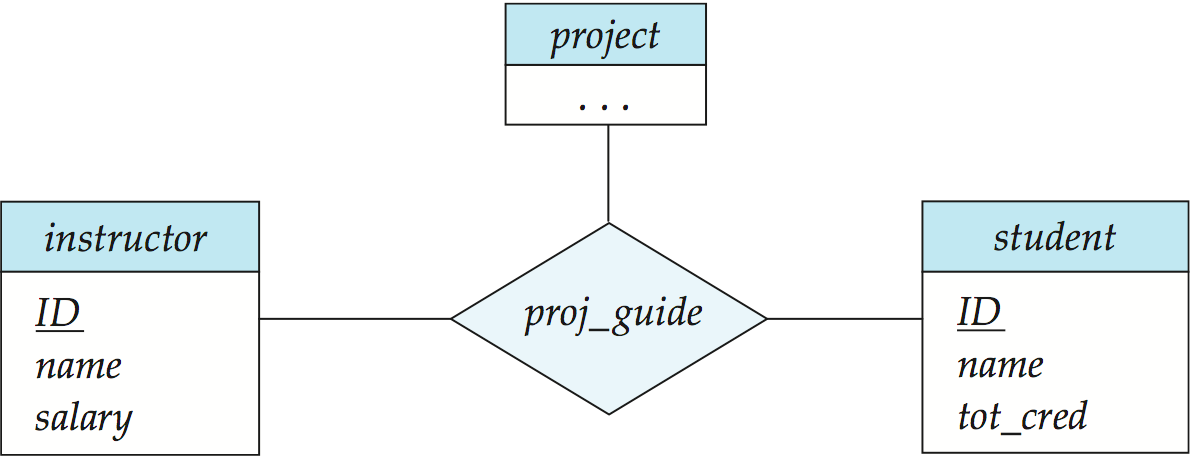 project
. . .
instructor
ID
name
salary
proj_guide
student
ID
name
tot_cred